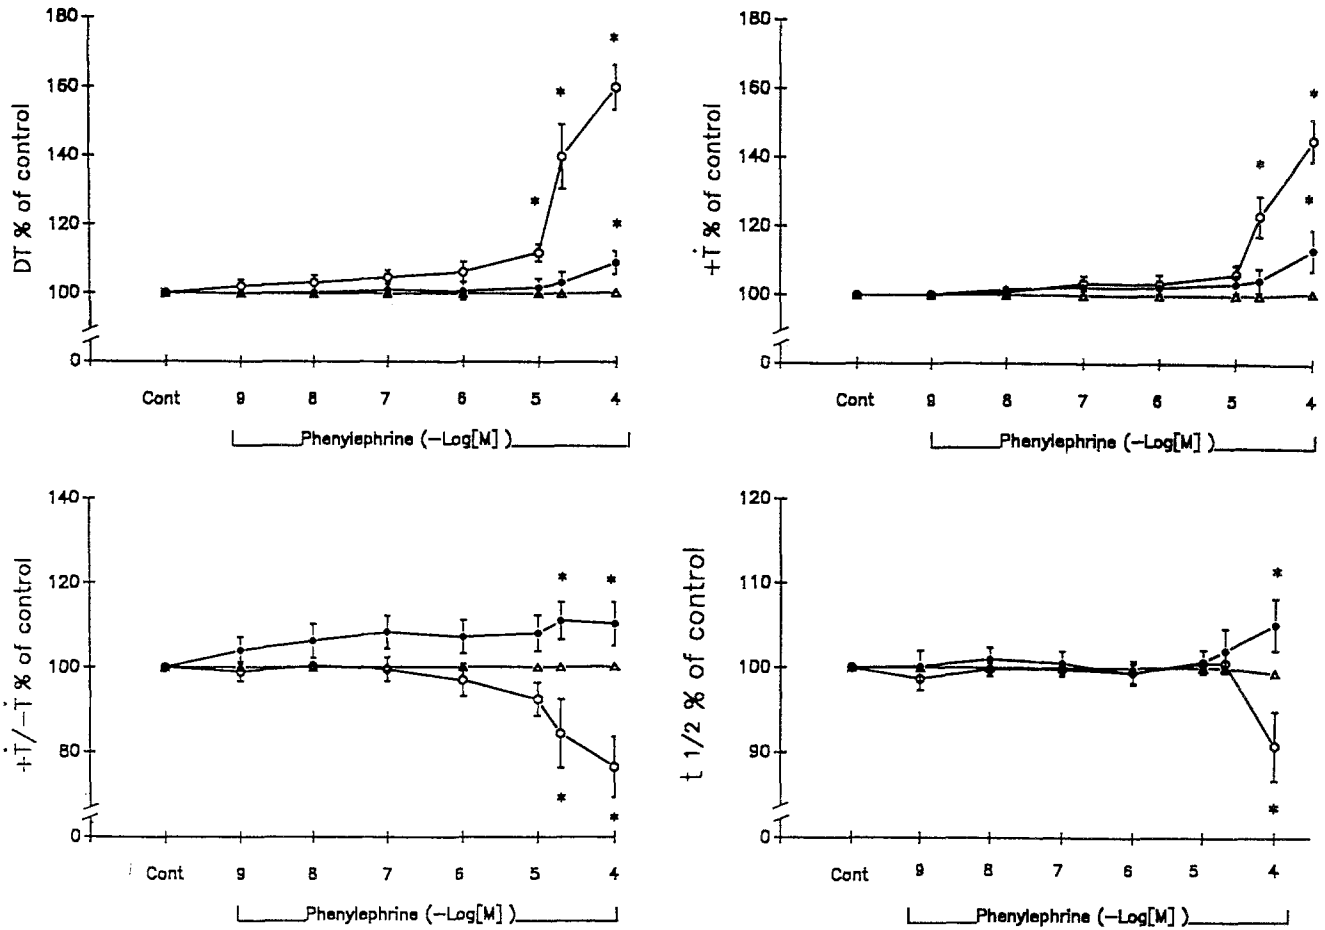 180
160
140
120
100
0
DT % of control
*
*
*
*
Cont 9 8 7 6 5 4
Phenylephrine (−Log[M] )
180
160
140
120
100
0
+Ṫ % of control
*
*
*
Cont 9 8 7 6 5 4
Phenylephrine (−Log[M] )
140
120
100
80
0
+Ṫ/−Ṫ % of control
* *
*
*
Cont 9 8 7 6 5 4
Phenylephrine (−Log[M] )
120
110
100
90
0
t 1/2 % of control
*
*
Cont 9 8 7 6 5 4
Phenylephrine (−Log[M] )